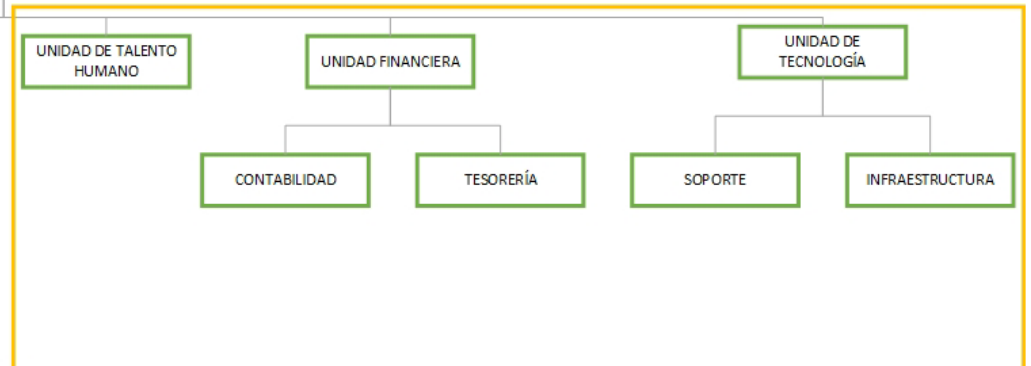 UNIDAD DE TALENTO
HUMANO
UNIDAD FINANCIERA
UNIDAD DE
TECNOLOGÍA
CONTABILIDAD
TESORERÍA
SOPORTE
INFRAESTRUCTURA